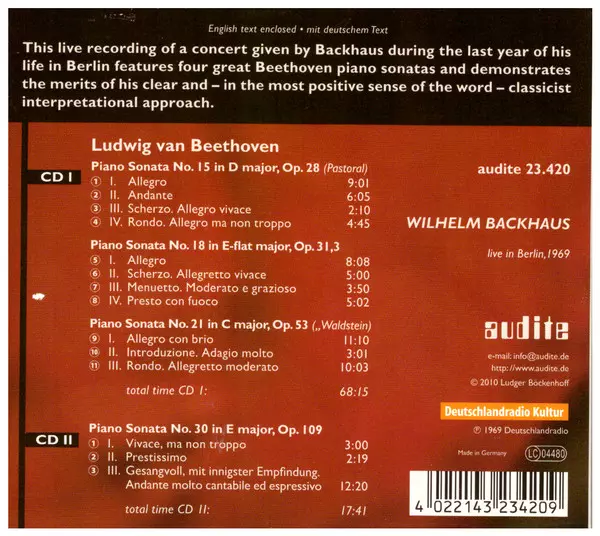 English text enclosed • mit deutschem Text
This live recording of a concert given by Backhaus during the last year of his
life in Berlin features four great Beethoven piano sonatas and demonstrates
the merits of his clear and – in the most positive sense of the word – classicist
interpretational approach.
Ludwig van Beethoven
CD I
Piano Sonata No. 15 in D major, Op. 28 (Pastoral)
1 I. Allegro 9:01
2 II. Andante 6:05
3 III. Scherzo. Allegro vivace 2:10
4 IV. Rondo. Allegro ma non troppo 4:45
Piano Sonata No. 18 in E-flat major, Op. 31,3
5 I. Allegro 8:08
6 II. Scherzo. Allegretto vivace 5:00
7 III. Menuetto. Moderato e grazioso 3:50
8 IV. Presto con fuoco 5:02
Piano Sonata No. 21 in C major, Op. 53 („Waldstein)
9 I. Allegro con brio 11:10
10 II. Introduzione. Adagio molto 3:01
11 III. Rondo. Allegretto moderato 10:03
total time CD I: 68:15
CD II
Piano Sonata No. 30 in E major, Op. 109
1 I. Vivace, ma non troppo 3:00
2 II. Prestissimo 2:19
3 III. Gesangvoll, mit innigster Empfindung.
Andante molto cantabile ed espressivo 12:20
total time CD II: 17:41
audite 23.420
WILHELM BACKHAUS
live in Berlin,1969
audite
e-mail: info@audite.de
http://www.audite.de
© 2010 Ludger Böckenhoff
Deutschlandradio Kultur
℗ 1969 Deutschlandradio
Made in Germany
LC 04480
4 022143 234209